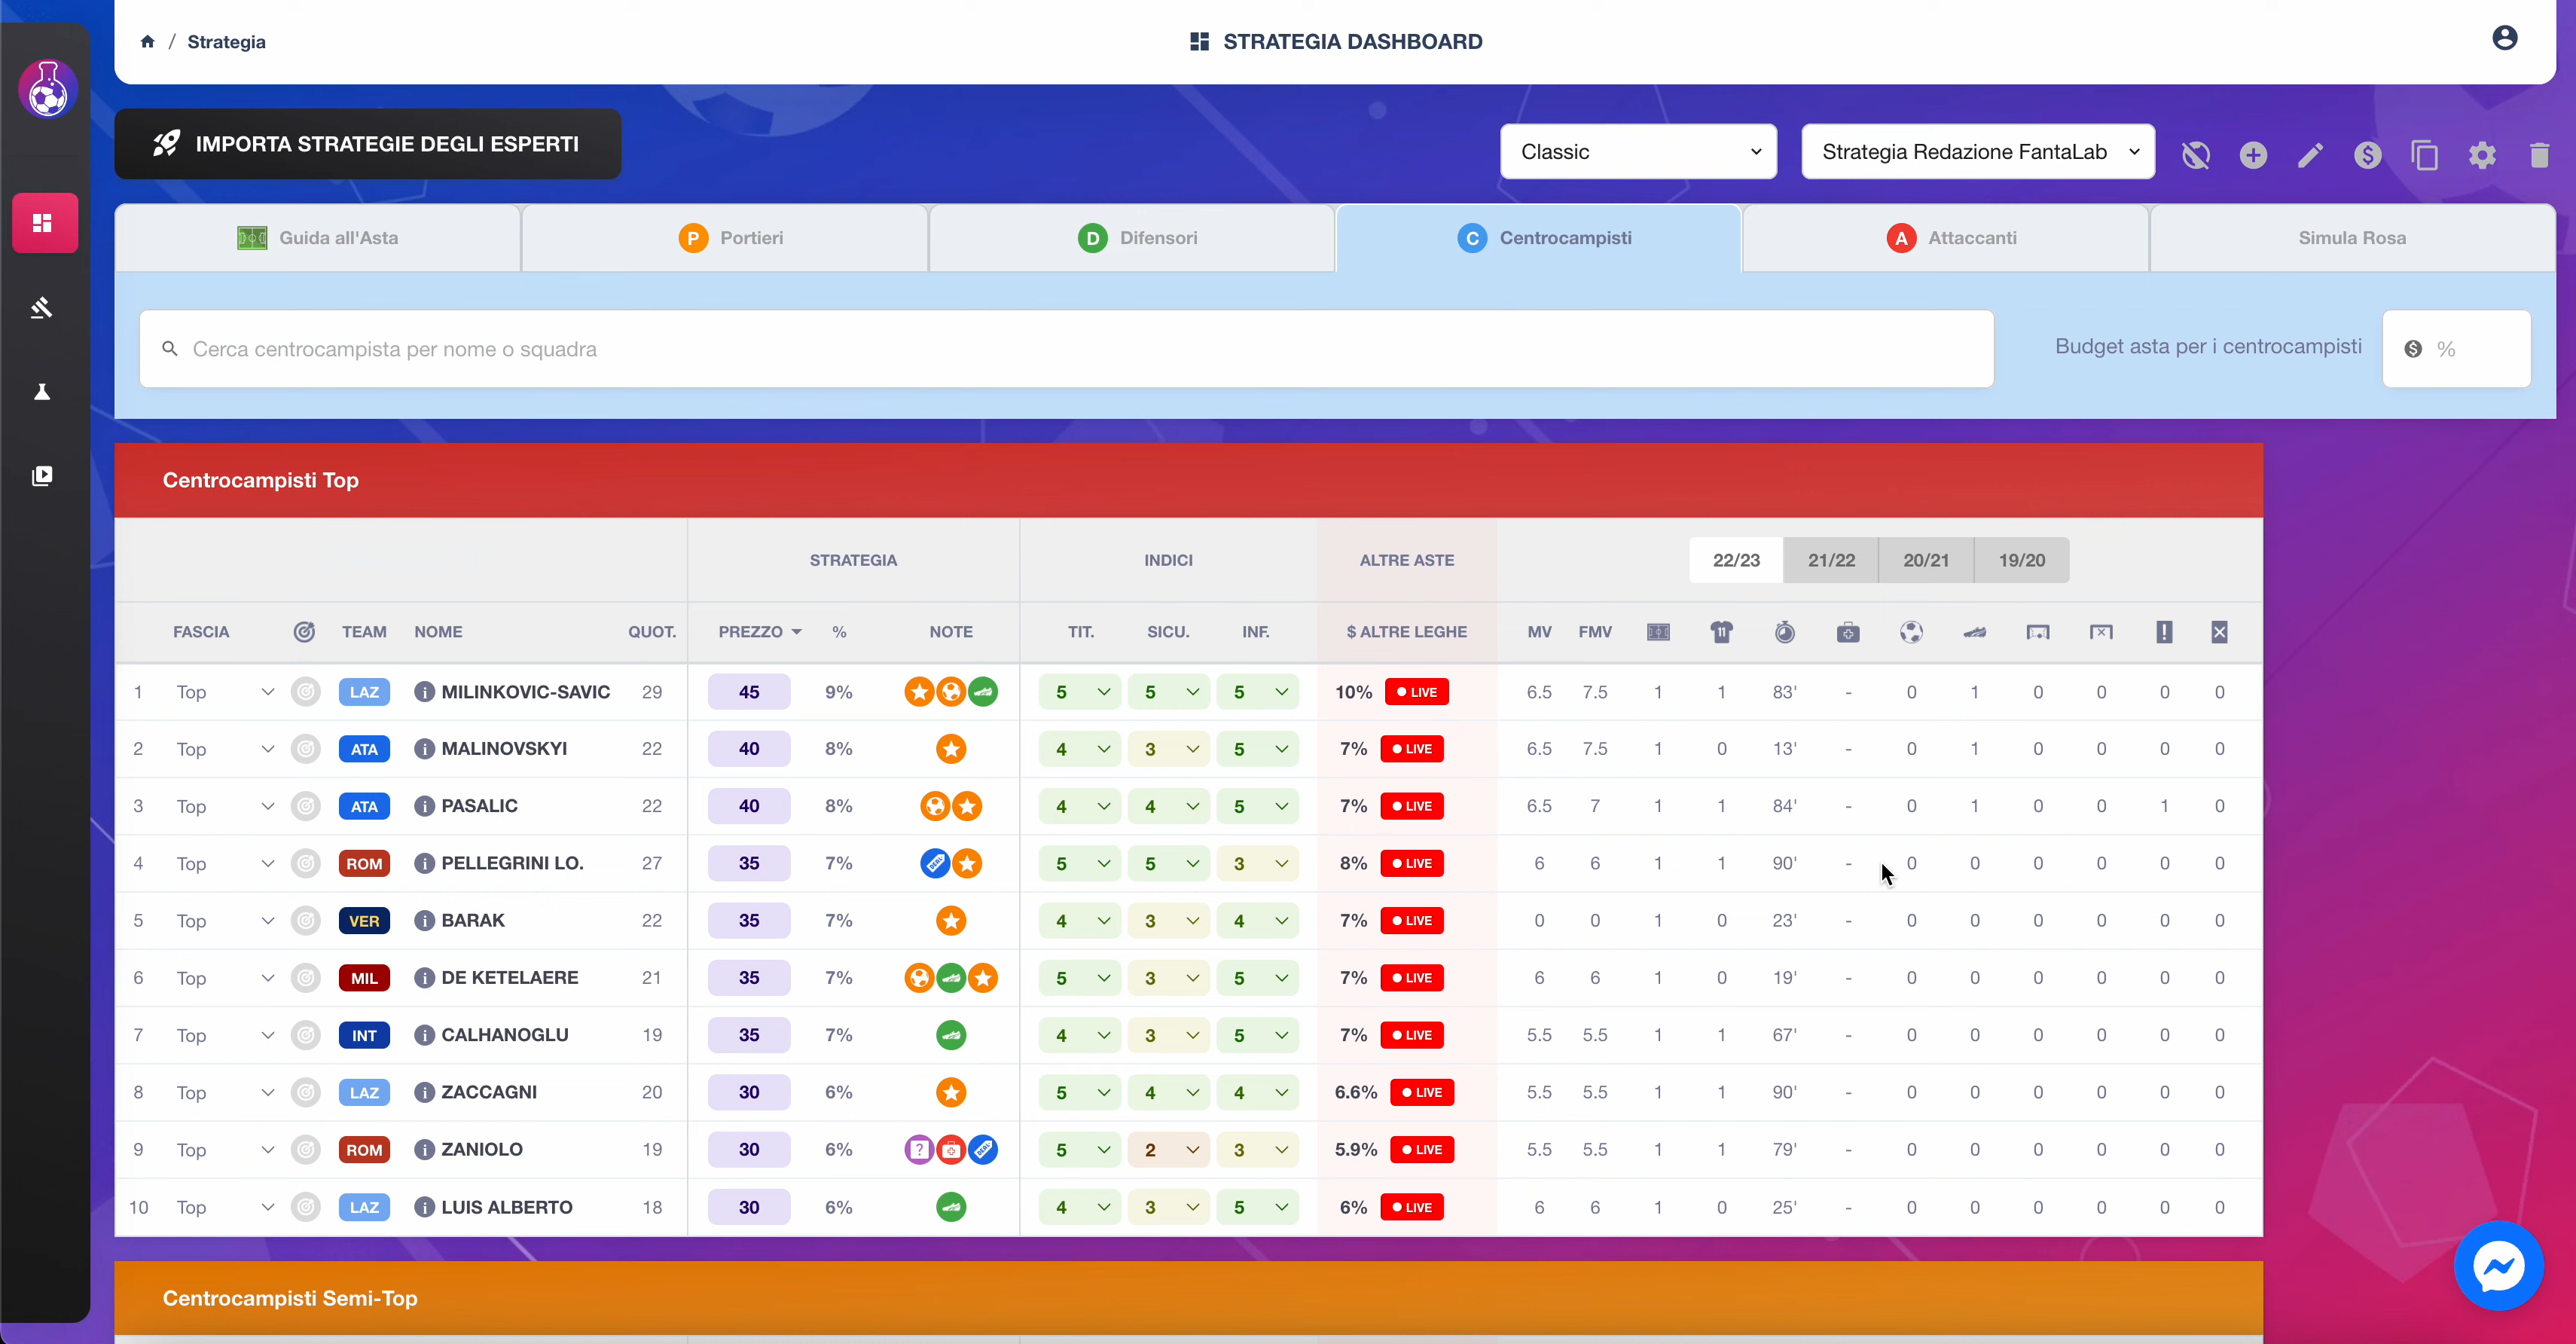 / Strategia
STRATEGIA DASHBOARD
IMPORTA STRATEGIE DEGLI ESPERTI
Classic
Strategia Redazione FantaLab
Guida all'Asta
P Portieri
D Difensori
C Centrocampisti
A Attaccanti
Simula Rosa
Cerca centrocampista per nome o squadra
Budget asta per i centrocampisti
$ %
Centrocampisti Top
STRATEGIA INDICI ALTRE ASTE 22/23 21/22 20/21 19/20
FASCIA TEAM NOME QUOT. PREZZO % NOTE TIT. SICU. INF. $ ALTRE LEGHE MV FMV
1 Top LAZ MILINKOVIC-SAVIC 29 45 9% 5 5 5 10% LIVE 6.5 7.5 1 1 83' - 0 1 0 0 0 0
2 Top ATA MALINOVSKYI 22 40 8% 4 3 5 7% LIVE 6.5 7.5 1 0 13' - 0 1 0 0 0 0
3 Top ATA PASALIC 22 40 8% 4 4 5 7% LIVE 6.5 7 1 1 84' - 0 1 0 0 1 0
4 Top ROM PELLEGRINI LO. 27 35 7% 5 5 3 8% LIVE 6 6 1 1 90' - 0 0 0 0 0 0
5 Top VER BARAK 22 35 7% 4 3 4 7% LIVE 0 0 1 0 23' - 0 0 0 0 0 0
6 Top MIL DE KETELAERE 21 35 7% 5 3 5 7% LIVE 6 6 1 0 19' - 0 0 0 0 0 0
7 Top INT CALHANOGLU 19 35 7% 4 3 5 7% LIVE 5.5 5.5 1 1 67' - 0 0 0 0 0 0
8 Top LAZ ZACCAGNI 20 30 6% 5 4 4 6.6% LIVE 5.5 5.5 1 1 90' - 0 0 0 0 0 0
9 Top ROM ZANIOLO 19 30 6% ? 5 2 3 5.9% LIVE 5.5 5.5 1 1 79' - 0 0 0 0 0 0
10 Top LAZ LUIS ALBERTO 18 30 6% 4 3 5 6% LIVE 6 6 1 0 25' - 0 0 0 0 0 0
Centrocampisti Semi-Top